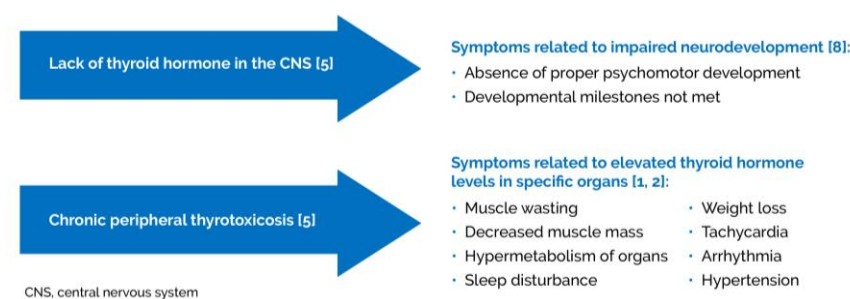 Lack of thyroid hormone in the CNS [5]
Symptoms related to impaired neurodevelopment [8]:
· Absence of proper psychomotor development
· Developmental milestones not met
Chronic peripheral thyrotoxicosis [5]
Symptoms related to elevated thyroid hormone
levels in specific organs [1, 2]:
· Muscle wasting
· Decreased muscle mass
· Hypermetabolism of organs
· Sleep disturbance
· Weight loss
· Tachycardia
· Arrhythmia
· Hypertension
CNS, central nervous system